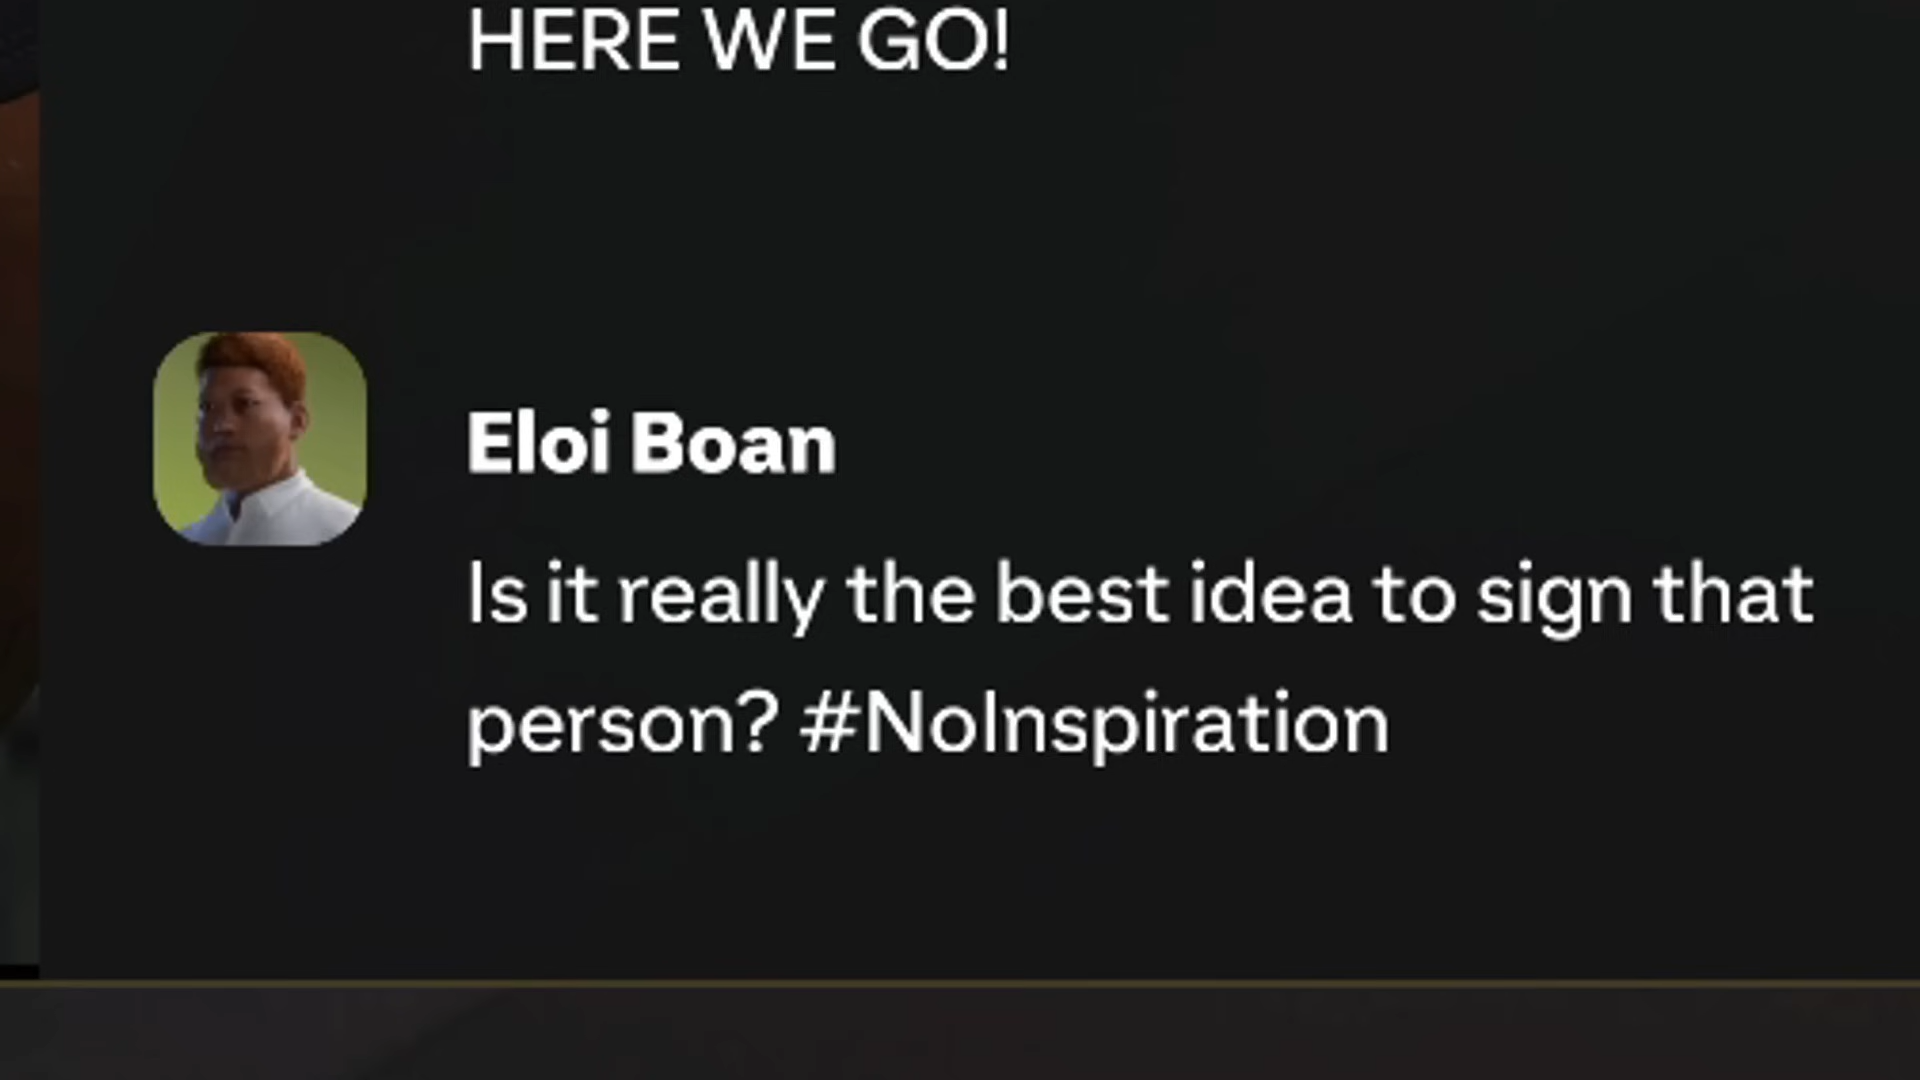 HERE WE GO!
Eloi Boan
Is it really the best idea to sign that
person? #NoInspiration